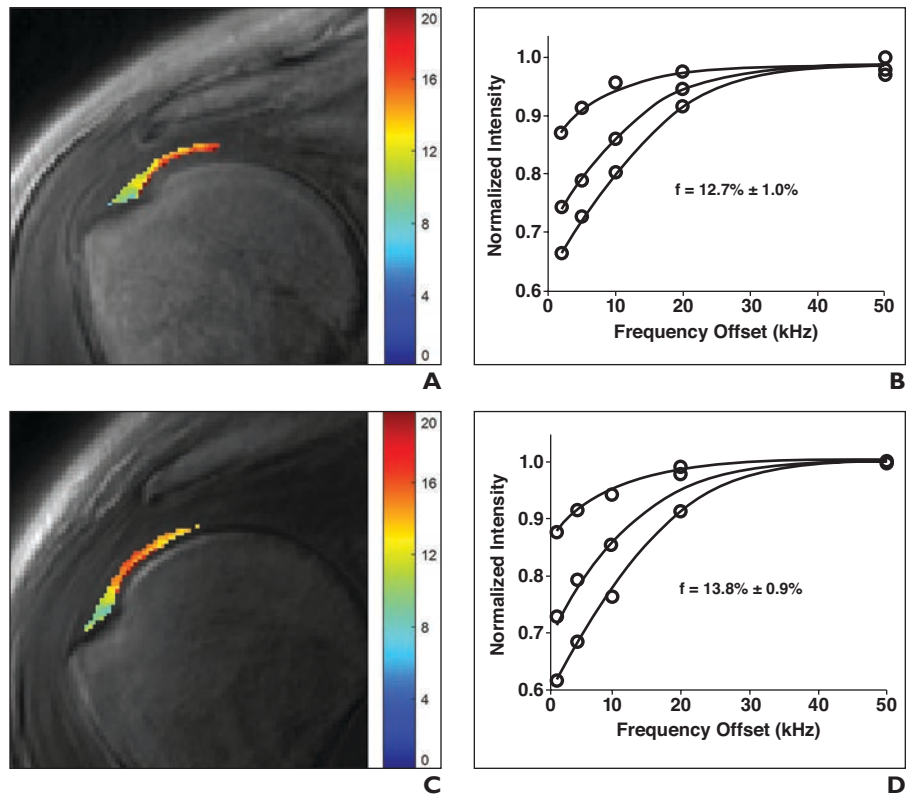 20
16
12
8
4
0
A
Normalized Intensity
1.0
0.9
0.8
0.7
0.6
f = 12.7% ± 1.0%
0 10 20 30 40 50
Frequency Offset (kHz)
B
20
16
12
8
4
0
C
Normalized Intensity
1.0
0.9
0.8
0.7
0.6
f = 13.8% ± 0.9%
0 10 20 30 40 50
Frequency Offset (kHz)
D